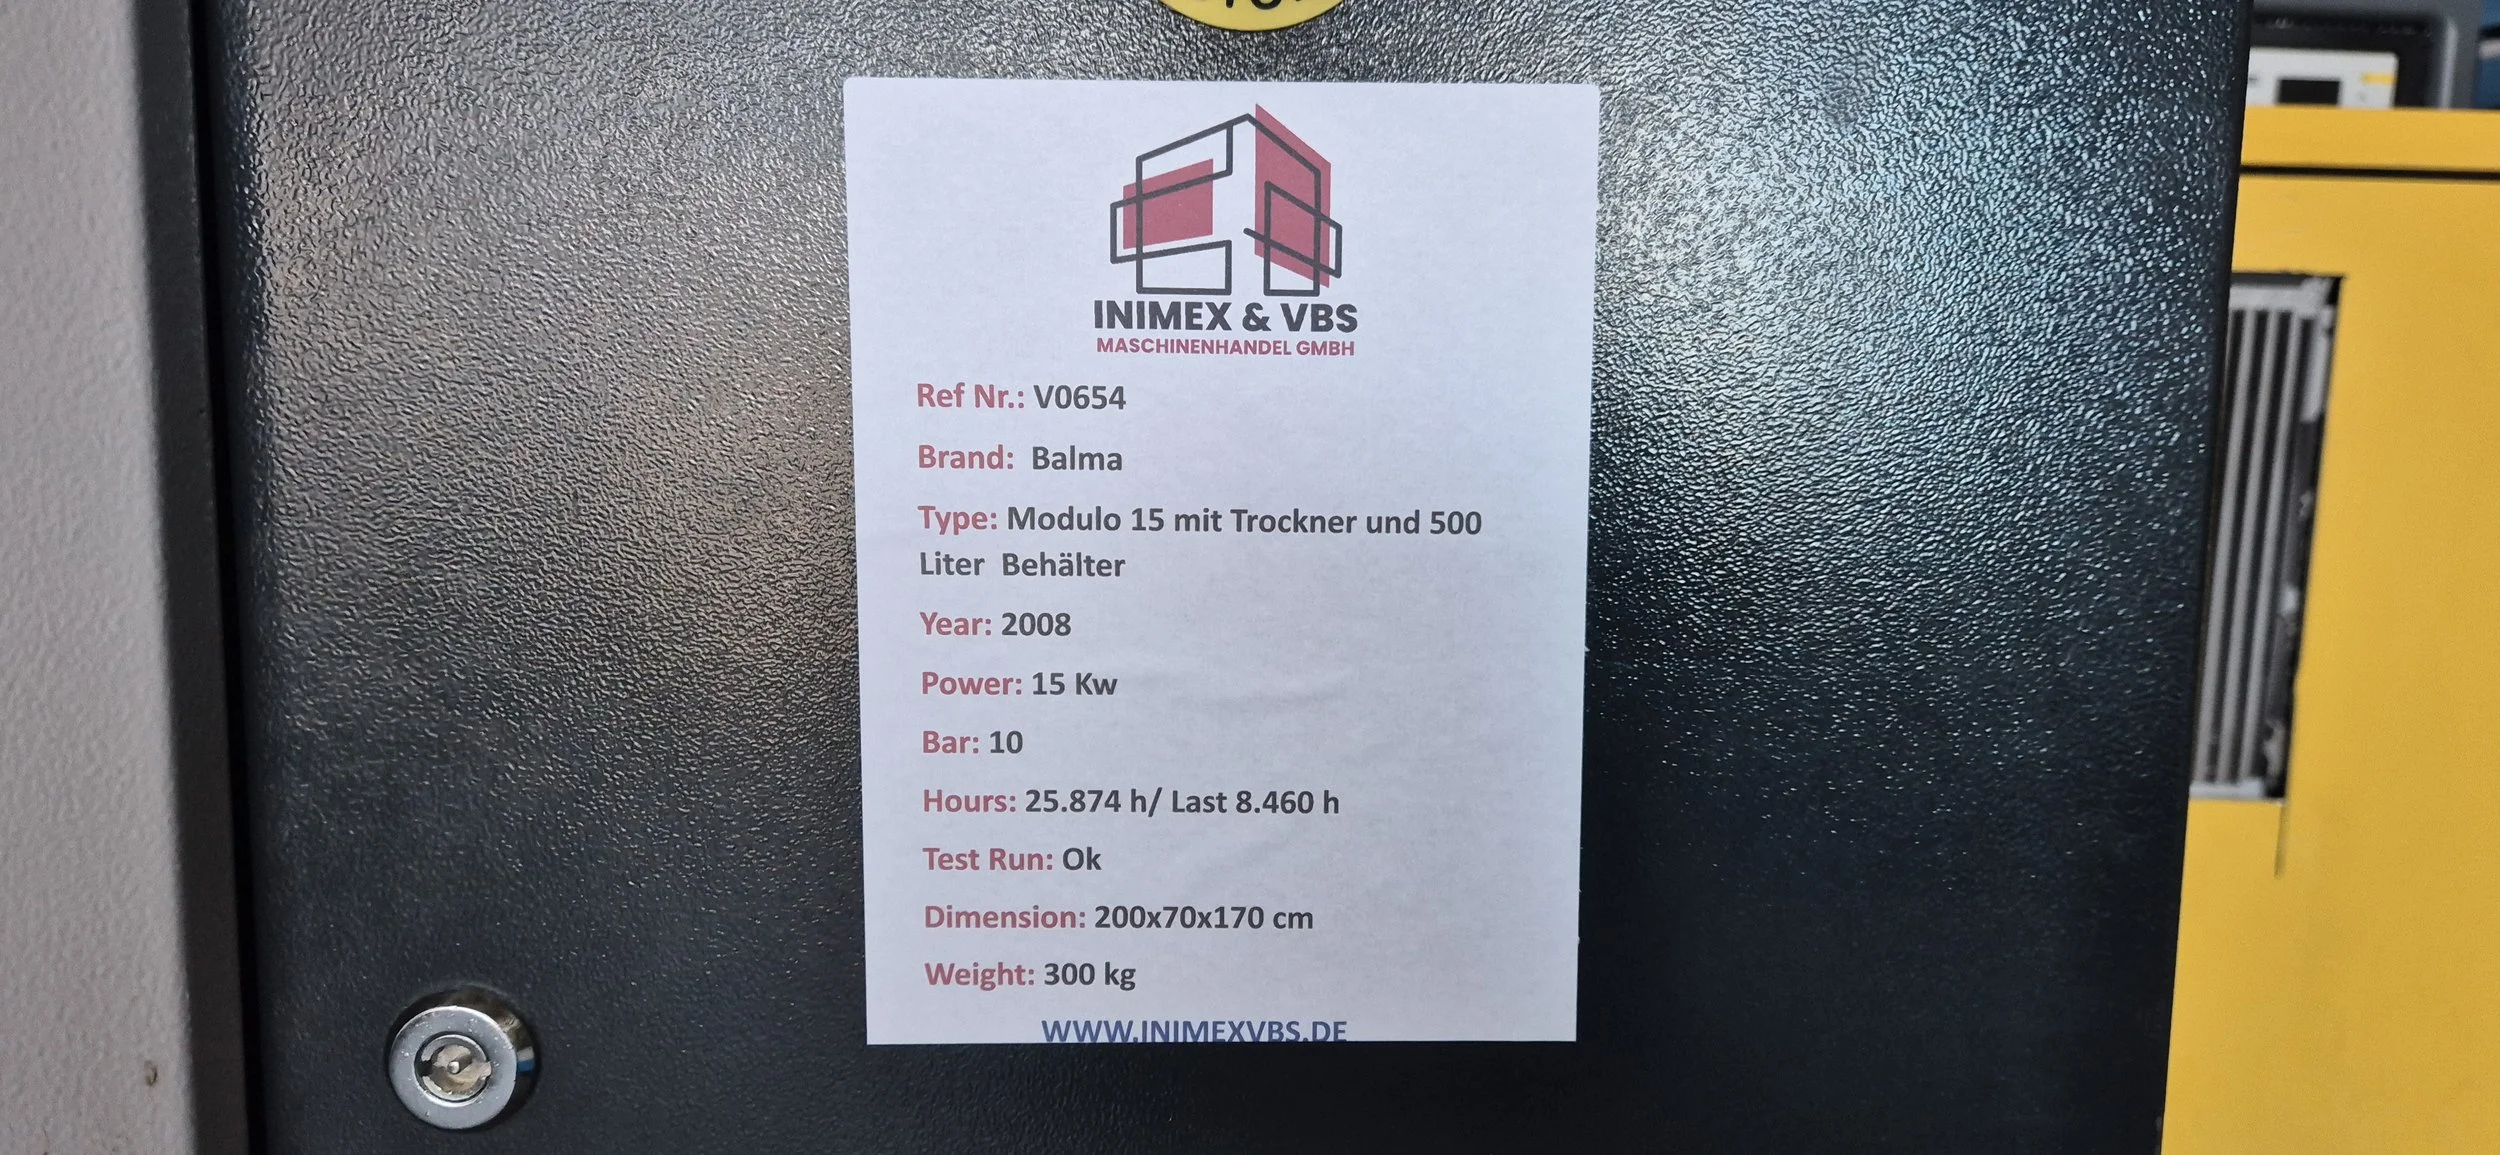 INIMEX & VBS
MASCHINENHANDEL GMBH
Ref Nr.: V0654
Brand: Balma
Type: Modulo 15 mit Trockner und 500
Liter Behälter
Year: 2008
Power: 15 Kw
Bar: 10
Hours: 25.874 h/ Last 8.460 h
Test Run: Ok
Dimension: 200x70x170 cm
Weight: 300 kg
WWW.INIMEXVBS.DE